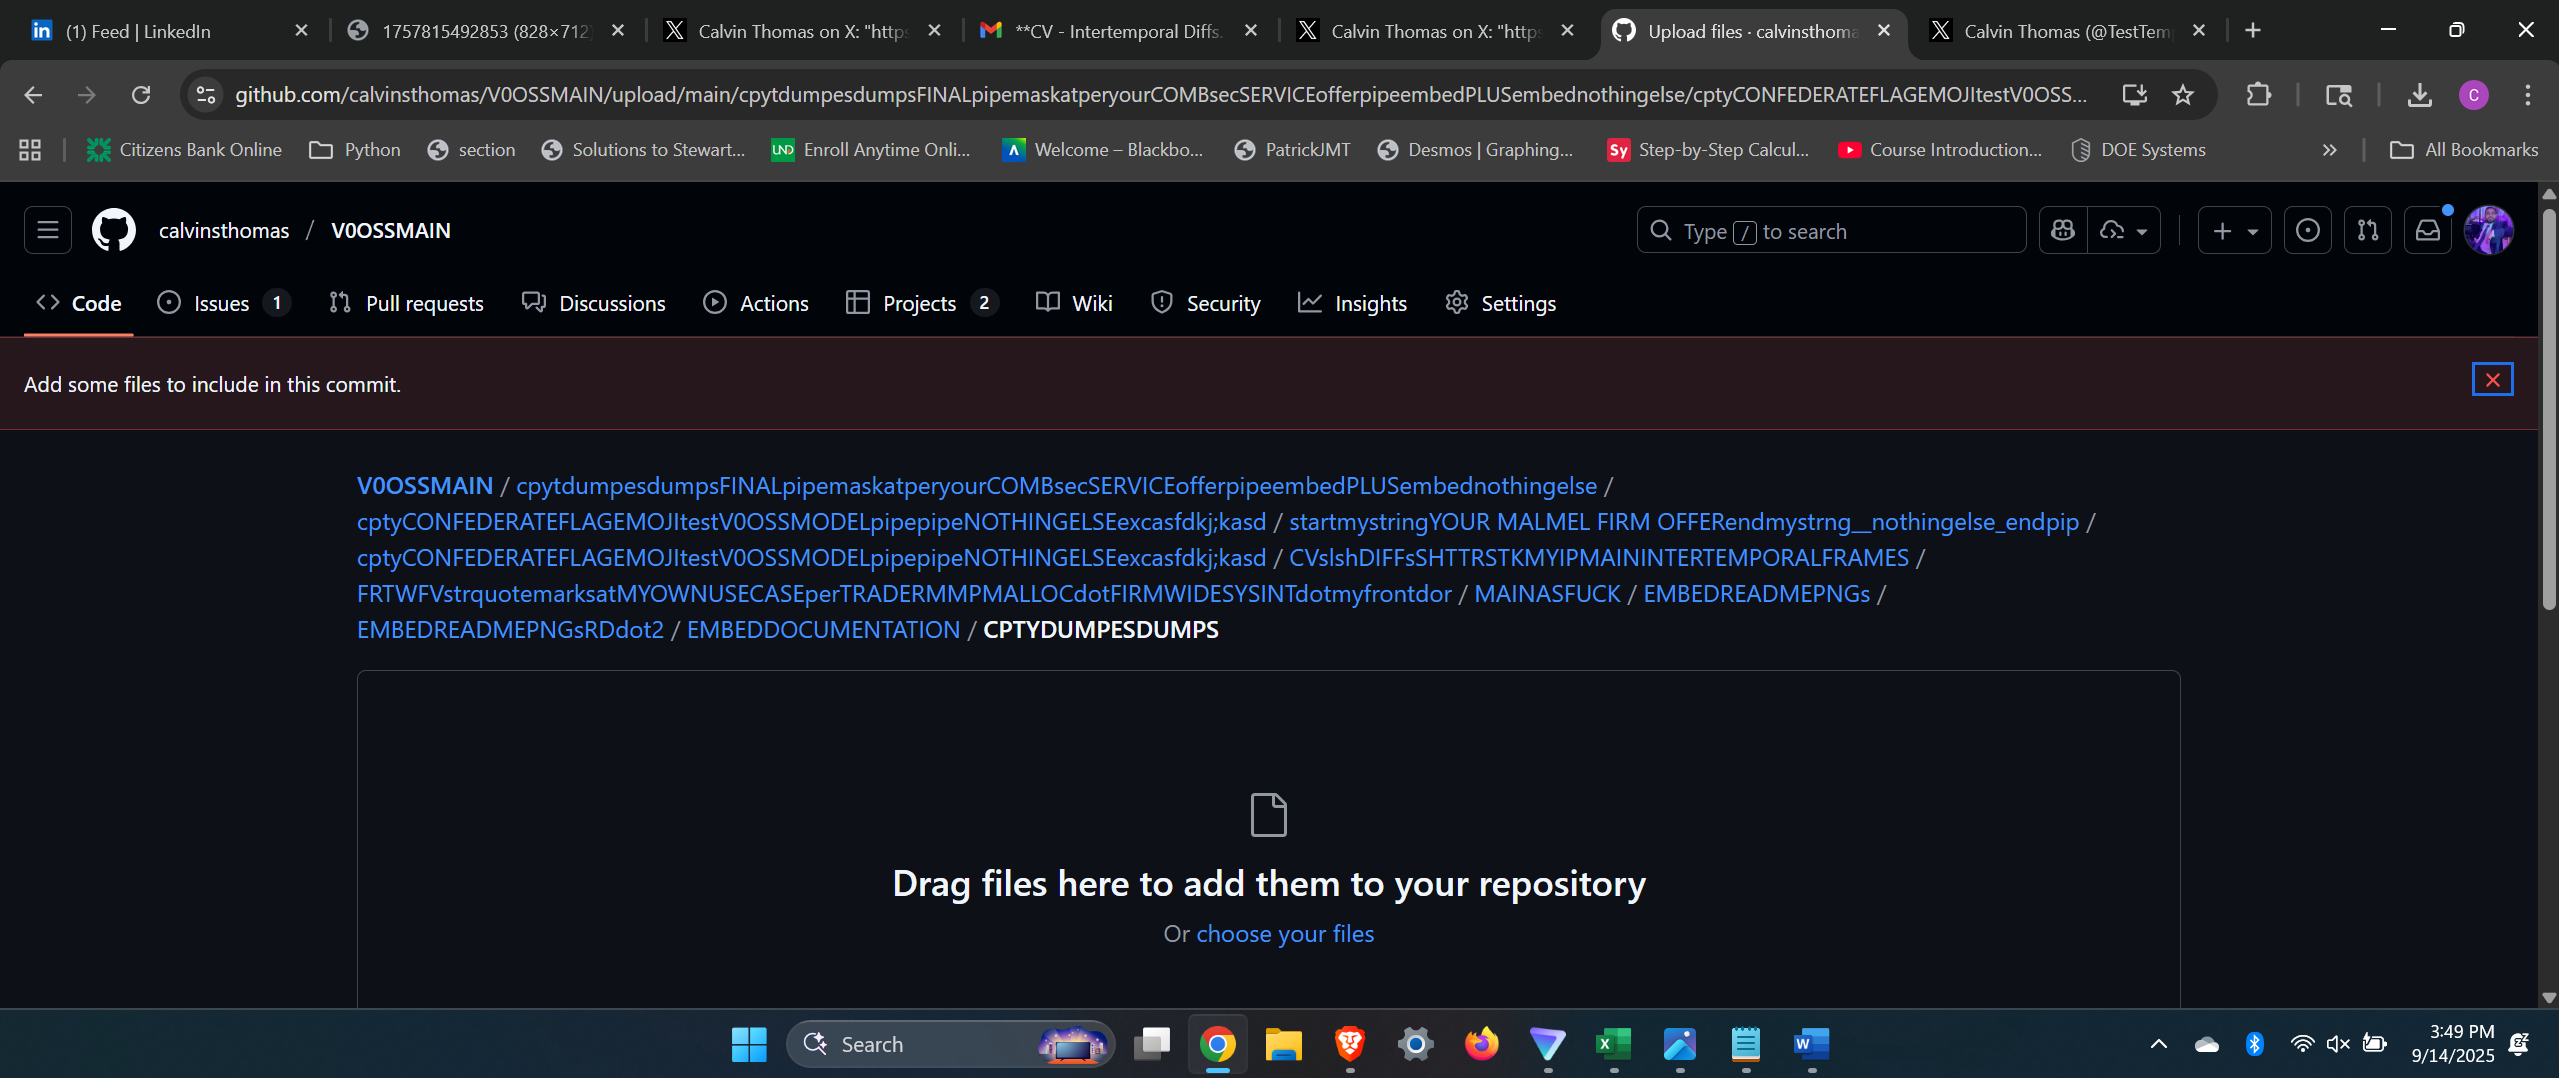 (1) Feed | LinkedIn
1757815492853 (828×712)
Calvin Thomas on X: "https
**CV - Intertemporal Diffs.
Calvin Thomas on X: "https
Upload files · calvinsthoma
Calvin Thomas (@TestTemp
github.com/calvinsthomas/V0OSSMAIN/upload/main/cpytdumpesdumpsFINALpipemaskatperyourCOMBsecSERVICEofferpipeembedPLUSembednothingelse/cptyCONFEDERATEFLAGEMOJItestV0OSS...
C
Citizens Bank Online
Python
section
Solutions to Stewart...
UND
Enroll Anytime Onli...
Welcome – Blackbo...
PatrickJMT
Desmos | Graphing...
Sy
Step-by-Step Calcul...
Course Introduction...
DOE Systems
All Bookmarks
calvinsthomas / V0OSSMAIN
Type / to search
Code
Issues 1
Pull requests
Discussions
Actions
Projects 2
Wiki
Security
Insights
Settings
Add some files to include in this commit.
V0OSSMAIN / cpytdumpesdumpsFINALpipemaskatperyourCOMBsecSERVICEofferpipeembedPLUSembednothingelse /
cptyCONFEDERATEFLAGEMOJItestV0OSSMODELpipepipeNOTHINGELSEexcasfdkj;kasd / startmystringYOUR MALMEL FIRM OFFERendmystrng__nothingelse_endpip /
cptyCONFEDERATEFLAGEMOJItestV0OSSMODELpipepipeNOTHINGELSEexcasfdkj;kasd / CVslshDIFFsSHTTRSTKMYIPMAININTERTEMPORALFRAMES /
FRTWFVstrquotemarksatMYOWNUSECASEperTRADERMMPMALLOCdotFIRMWIDESYSINTdotmyfrontdor / MAINASFUCK / EMBEDREADMEPNGs /
EMBEDREADMEPNGsRDdot2 / EMBEDDOCUMENTATION / CPTYDUMPESDUMPS
Drag files here to add them to your repository
Or choose your files
Search
3:49 PM
9/14/2025